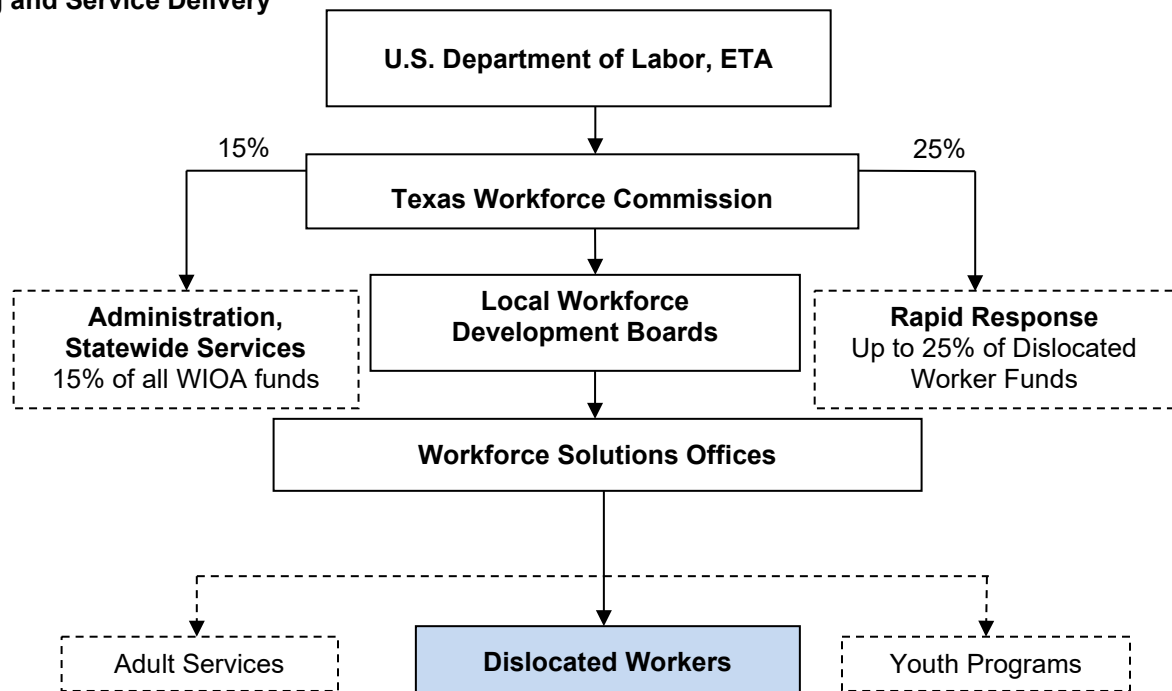 and Service Delivery
U.S. Department of Labor, ETA
15%
25%
Texas Workforce Commission
Administration,
Statewide Services
15% of all WIOA funds
Local Workforce
Development Boards
Rapid Response
Up to 25% of Dislocated
Worker Funds
Workforce Solutions Offices
Adult Services
Dislocated Workers
Youth Programs